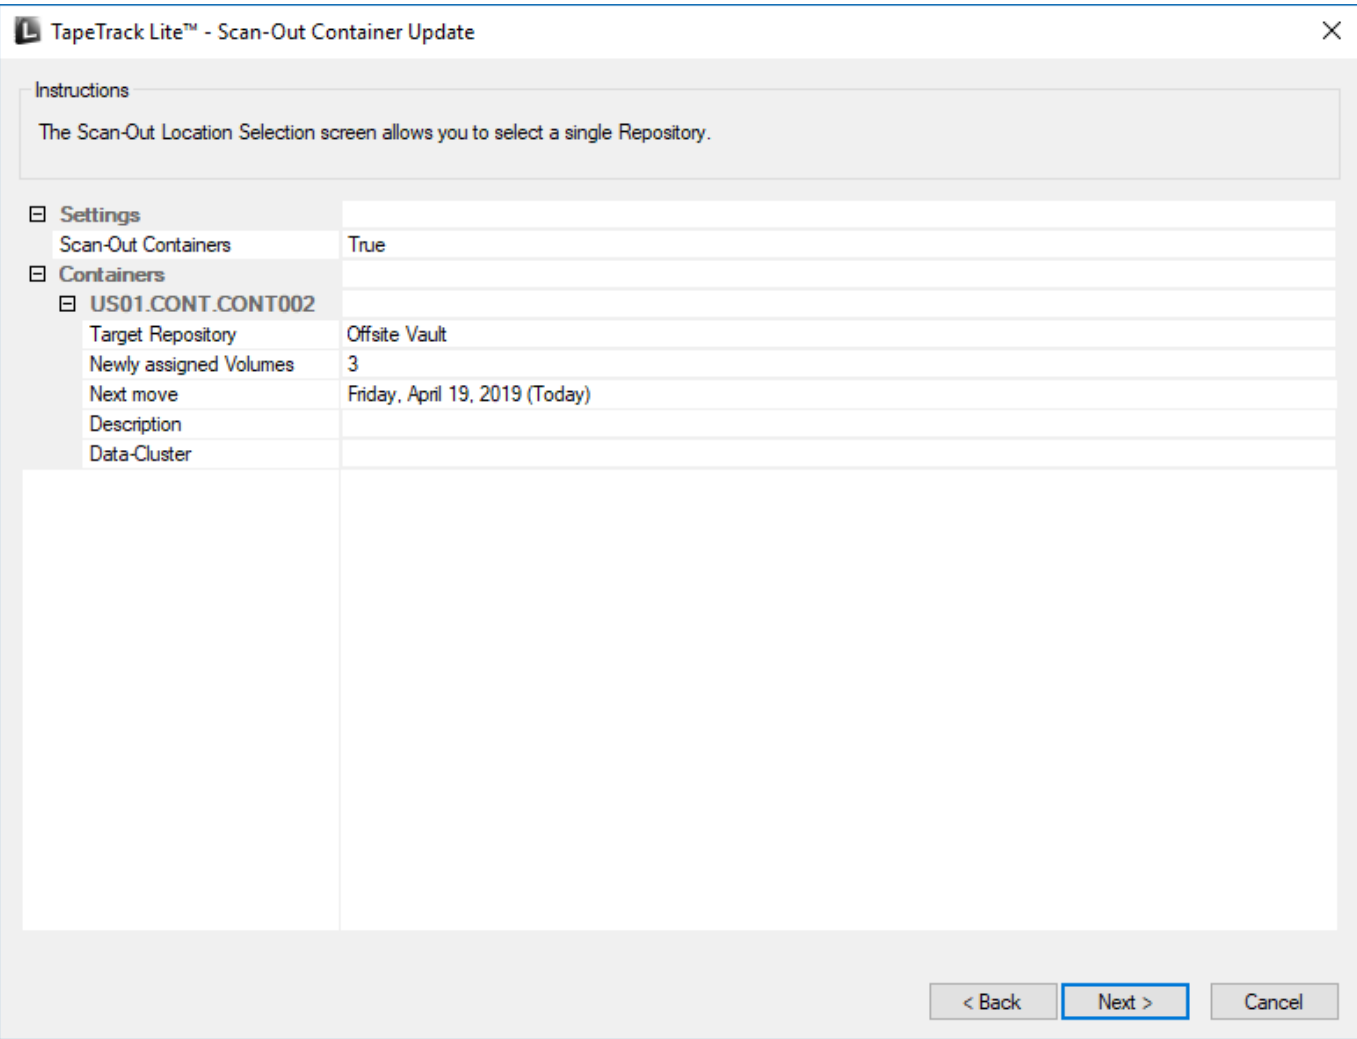 L TapeTrack Lite™ - Scan-Out Container Update
Instructions
The Scan-Out Location Selection screen allows you to select a single Repository.
Settings
Scan-Out Containers True
Containers
US01.CONT.CONT002
Target Repository Offsite Vault
Newly assigned Volumes 3
Next move Friday, April 19, 2019 (Today)
Description
Data-Cluster
< Back Next > Cancel